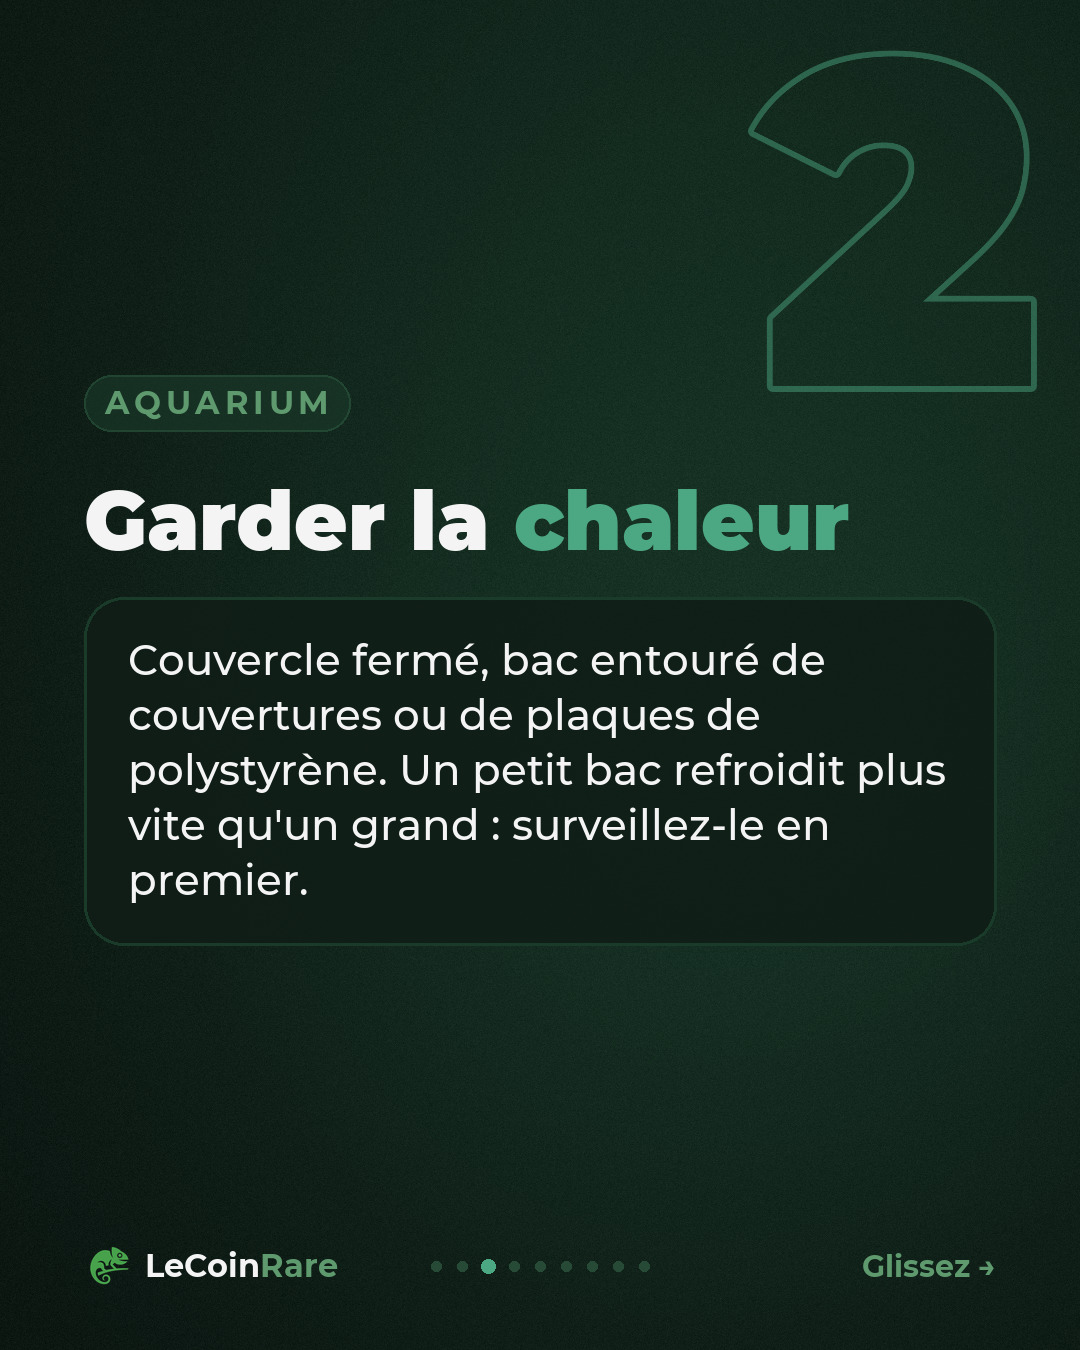 2
AQUARIUM
Garder la chaleur
Couvercle fermé, bac entouré de
couvertures ou de plaques de
polystyrène. Un petit bac refroidit plus
vite qu'un grand : surveillez-le en
premier.
LeCoinRare
Glissez →